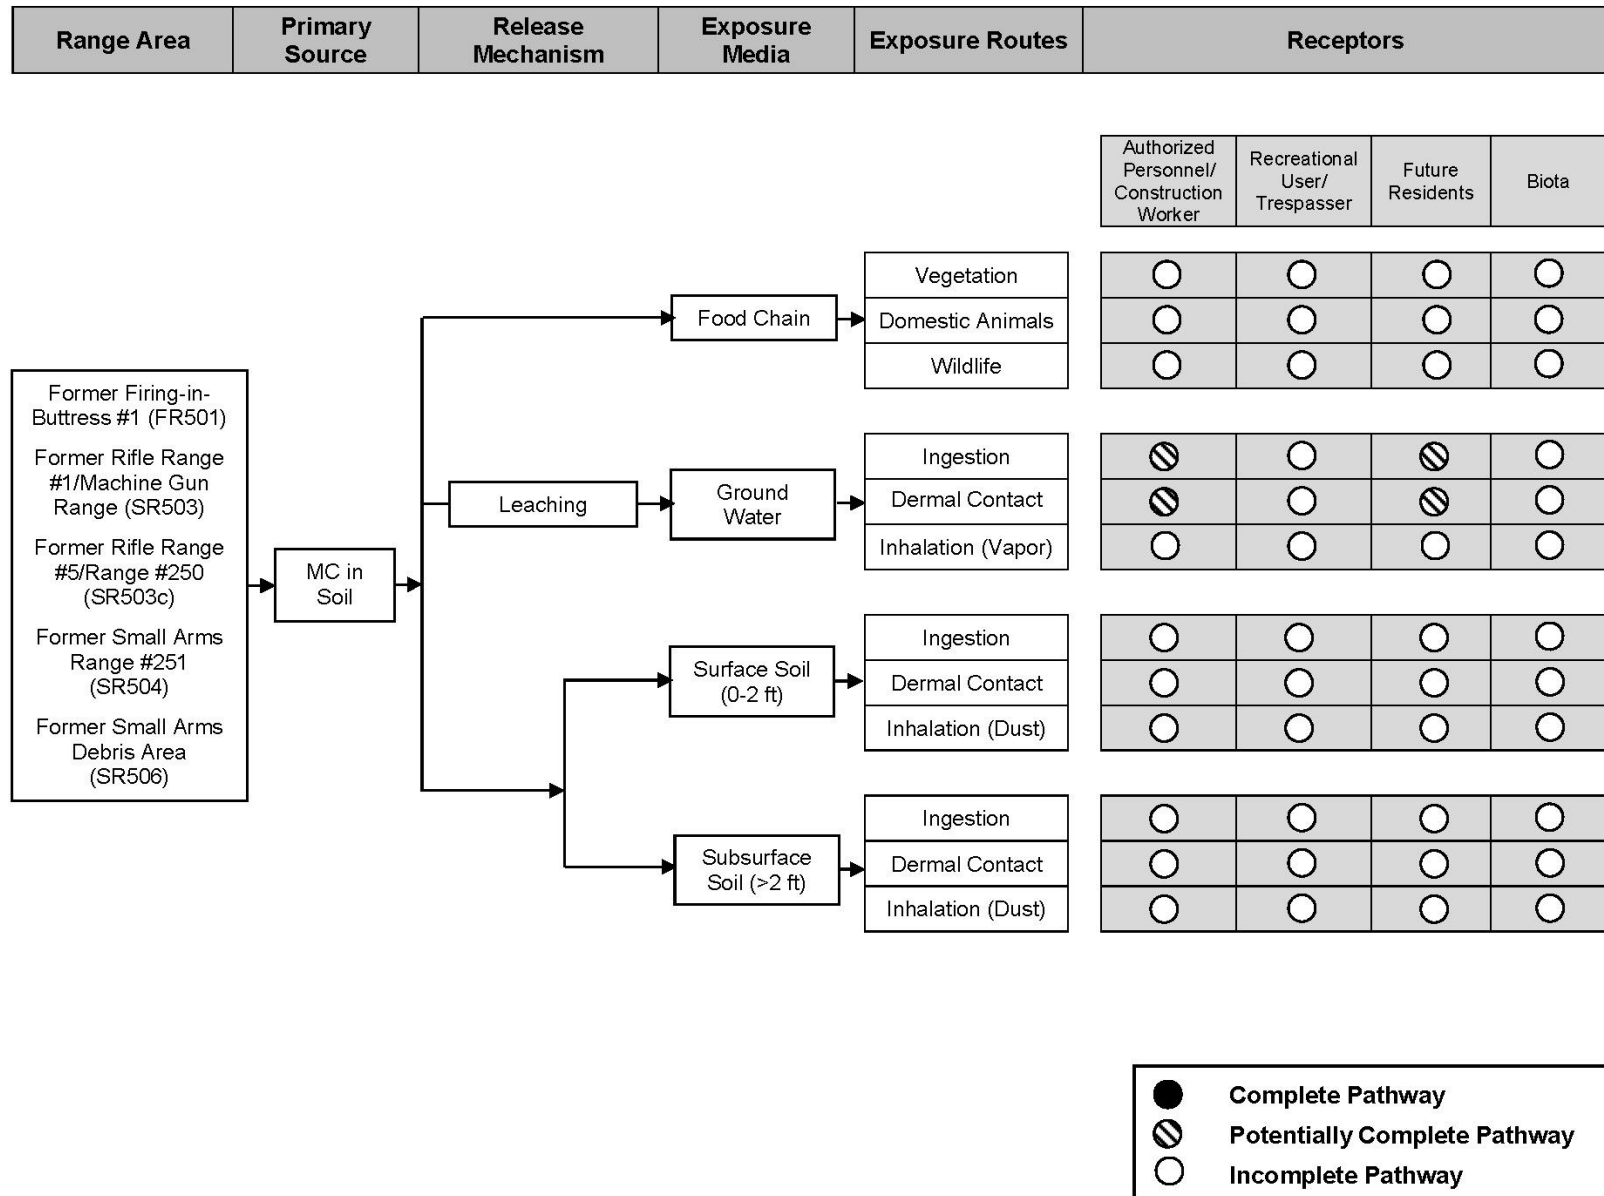 Range Area
Primary
Source
Release
Mechanism
Exposure
Media
Exposure Routes
Receptors
Authorized
Personnel/
Construction
Worker
Recreational
User/
Trespasser
Future
Residents
Biota
Vegetation
Food Chain
Domestic Animals
Wildlife
Former Firing-in-
Buttress #1 (FR501)
Former Rifle Range
#1/Machine Gun
Range (SR503)
Former Rifle Range
#5/Range #250
(SR503c)
Former Small Arms
Range #251
(SR504)
Former Small Arms
Debris Area
(SR506)
MC in
Soil
Leaching
Ground
Water
Ingestion
Dermal Contact
Inhalation (Vapor)
Surface Soil
(0-2 ft)
Ingestion
Dermal Contact
Inhalation (Dust)
Subsurface
Soil (>2 ft)
Ingestion
Dermal Contact
Inhalation (Dust)
Complete Pathway
Potentially Complete Pathway
Incomplete Pathway